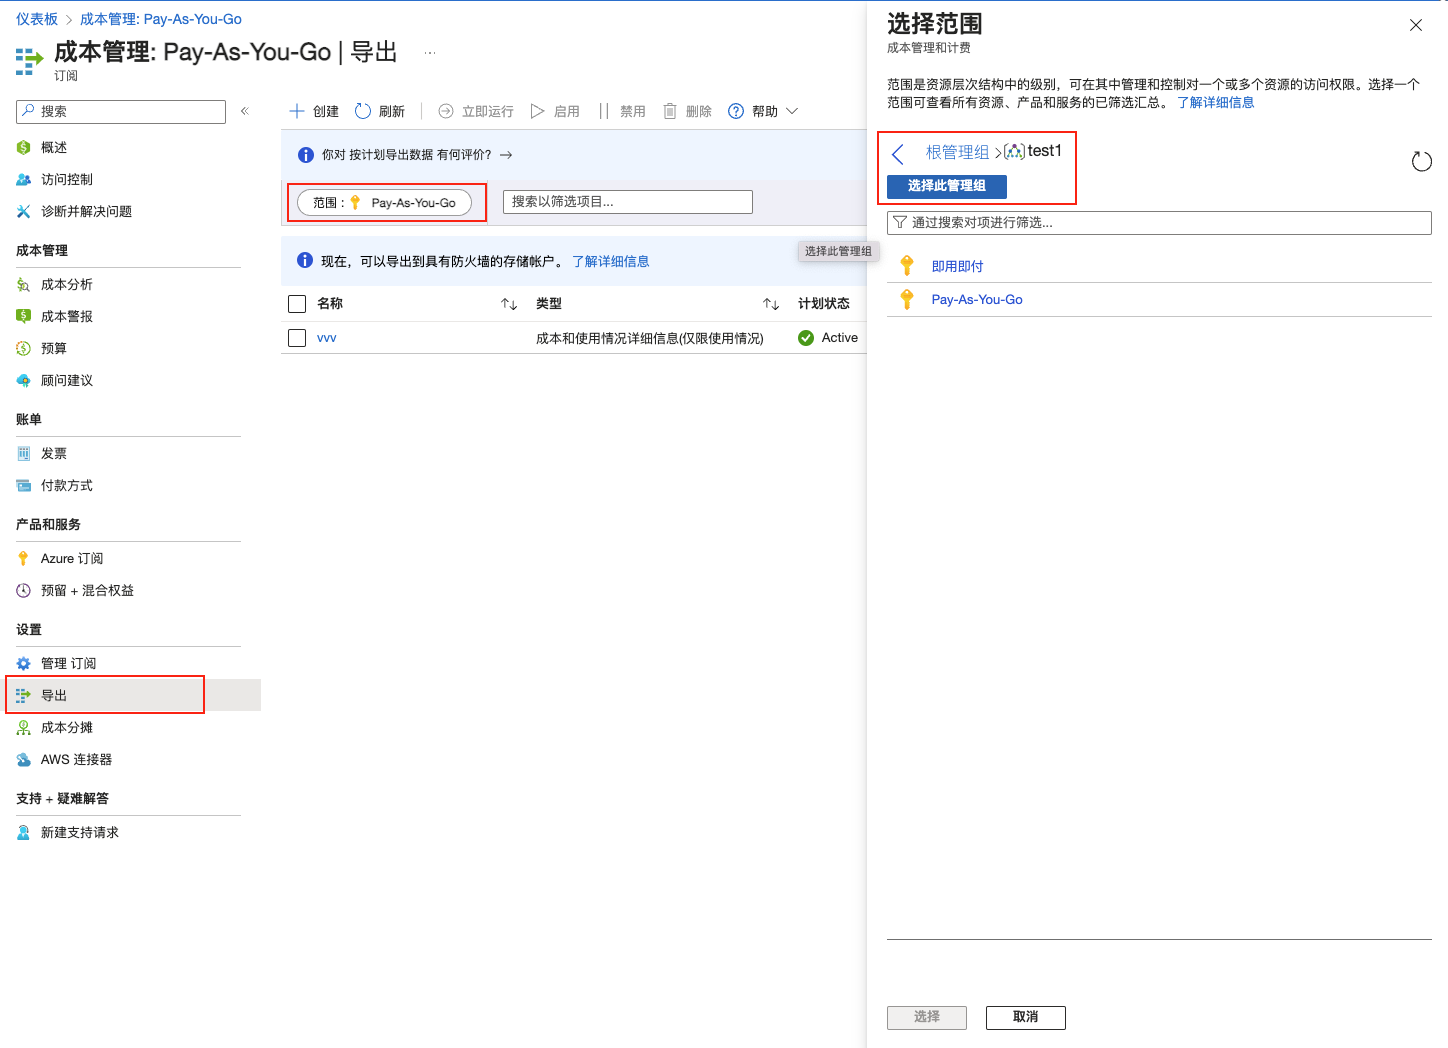 仪表板 > 成本管理: Pay-As-You-Go
成本管理: Pay-As-You-Go | 导出 ...
订阅
搜索
«
概述
访问控制
诊断并解决问题
成本管理
成本分析
成本警报
预算
顾问建议
账单
发票
付款方式
产品和服务
Azure 订阅
预留 + 混合权益
设置
管理 订阅
导出
成本分摊
AWS 连接器
支持 + 疑难解答
新建支持请求
创建 刷新 立即运行 启用 禁用 删除 帮助
你对 按计划导出数据 有何评价? →
范围 : Pay-As-You-Go
搜索以筛选项目...
选择此管理组
现在，可以导出到具有防火墙的存储帐户。 了解详细信息
名称 ↑↓ 类型 ↑↓ 计划状态
vvv 成本和使用情况详细信息(仅限使用情况) Active
选择范围
成本管理和计费
范围是资源层次结构中的级别，可在其中管理和控制对一个或多个资源的访问权限。选择一个
范围可查看所有资源、产品和服务的已筛选汇总。 了解详细信息
根管理组 > test1
选择此管理组
通过搜索对项进行筛选...
即用即付
Pay-As-You-Go
选择 取消